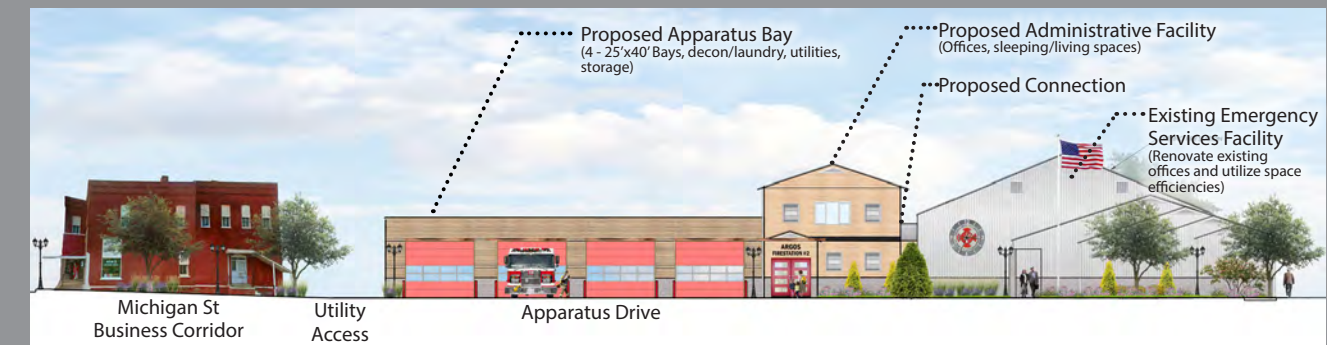 Proposed Apparatus Bay
(4 - 25'x40' Bays, decon/laundry, utilities,
storage)
Proposed Administrative Facility
(Offices, sleeping/living spaces)
Proposed Connection
Existing Emergency
Services Facility
(Renovate existing
offices and utilize space
efficiencies)
ARGOS
FIRESTATION #2
Michigan St
Business Corridor
Utility
Access
Apparatus Drive